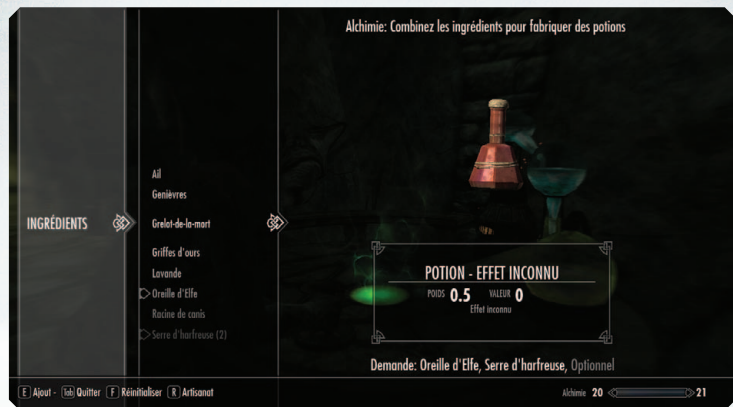 Alchimie: Combinez les ingrédients pour fabriquer des potions
INGRÉDIENTS
Ail
Genièvres
Grelot-de-la-mort
Griffes d'ours
Lavande
Oreille d'Elfe
Racine de canis
Serre d'harfreuse (2)
POTION - EFFET INCONNU
POIDS 0.5 VALEUR 0
Effet inconnu
Demande: Oreille d'Elfe, Serre d'harfreuse, Optionnel
E Ajout - Tab Quitter F Réinitialiser R Artisanat
Alchimie 20 21